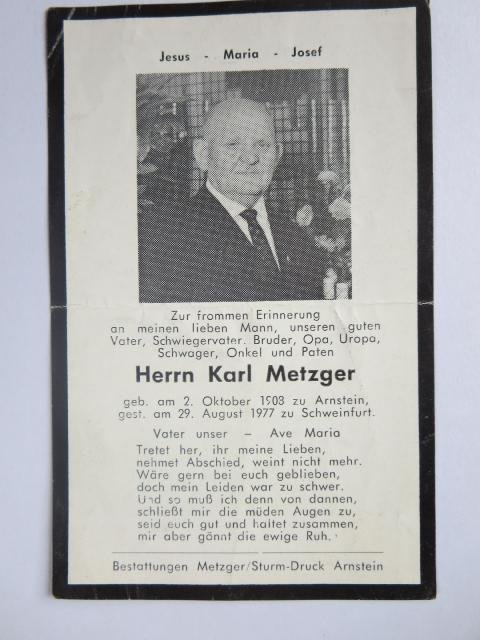 Jesus - Maria - Josef
Zur frommen Erinnerung
an meinen lieben Mann, unseren guten
Vater, Schwiegervater, Bruder, Opa, Uropa,
Schwager, Onkel und Paten
Herrn Karl Metzger
geb. am 2. Oktober 1903 zu Arnstein,
gest. am 29. August 1977 zu Schweinfurt.
Vater unser – Ave Maria
Tretet her, ihr meine Lieben,
nehmet Abschied, weint nicht mehr.
Wäre gern bei euch geblieben,
doch mein Leiden war zu schwer.
Und so muß ich denn von dannen,
schließt mir die müden Augen zu,
seid euch gut und haltet zusammen,
mir aber gännt die ewige Ruh.
Bestattungen Metzger/Sturm-Druck Arnstein